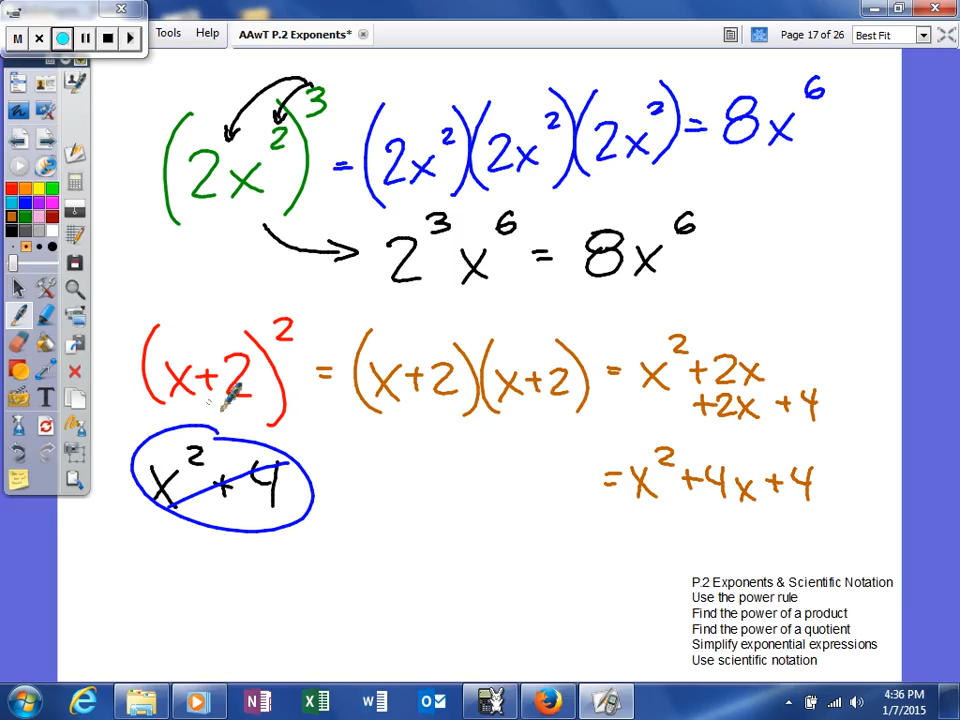 M
Tools Help AAwT P.2 Exponents* Page 17 of 26 Best Fit
(2x²)³ = (2x²)(2x²)(2x²) = 8x⁶
2³x⁶ = 8x⁶
(x+2)² = (x+2)(x+2) = x²+2x
+2x +4
x²+4
=x²+4x+4
P.2 Exponents & Scientific Notation
Use the power rule
Find the power of a product
Find the power of a quotient
Simplify exponential expressions
Use scientific notation
4:36 PM
1/7/2015